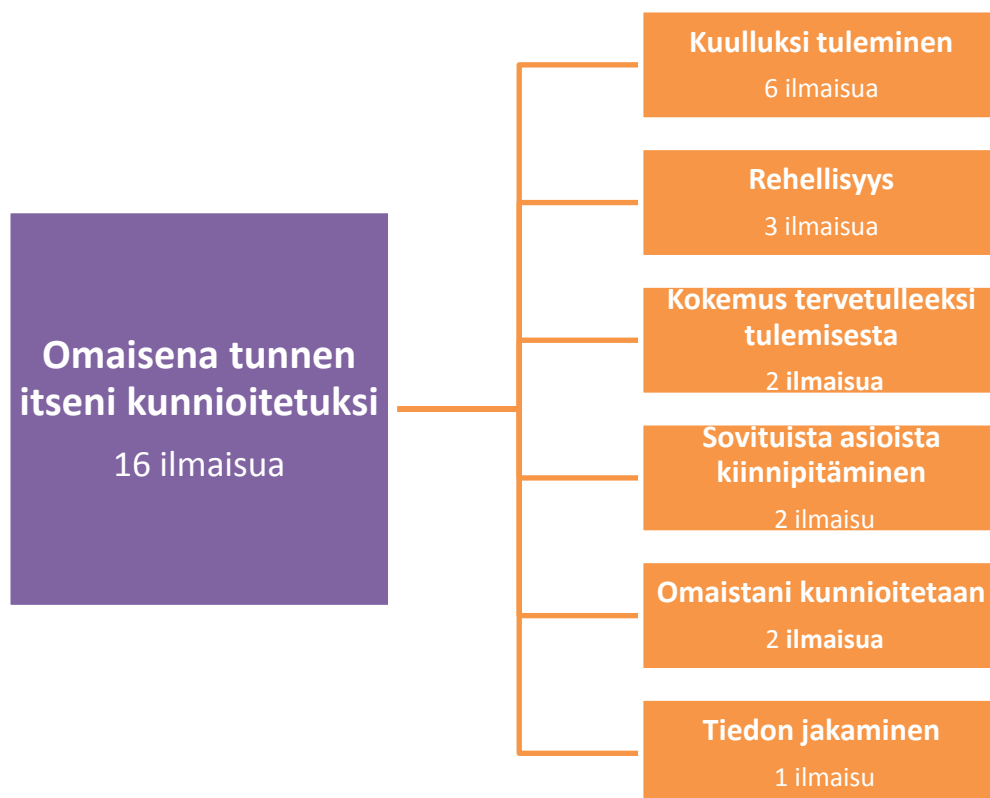 Omaisena tunnen
itseni kunnioitetuksi
16 ilmaisua
Kuulluksi tuleminen
6 ilmaisua
Rehellisyys
3 ilmaisua
Kokemus tervetulleeksi
tulemisesta
2 ilmaisua
Sovituista asioista
kiinnipitäminen
2 ilmaisu
Omaistani kunnioitetaan
2 ilmaisua
Tiedon jakaminen
1 ilmaisu